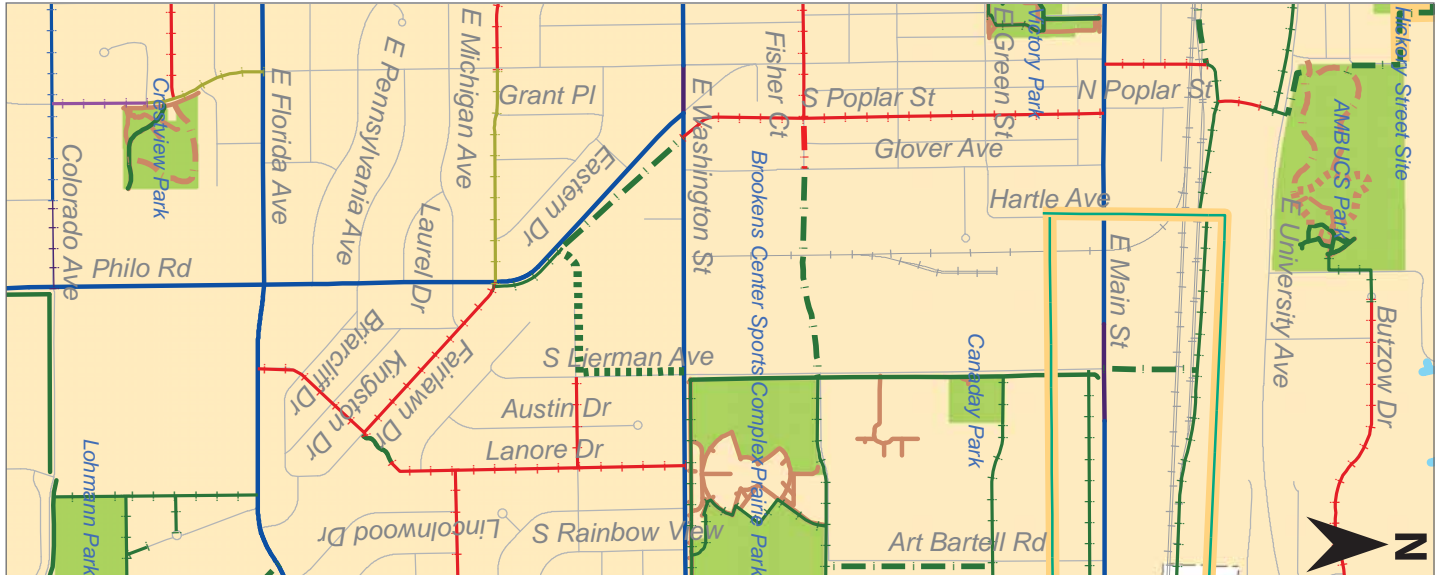 Colorado Ave
Philo Rd
Lohmann Park
Crestview Park
E Florida Ave
E Pennsylvania Ave
E Michigan Ave
Laurel Dr
Briarcliff Dr
Kingston Dr
Fairlawn Dr
Lincolnwood Dr
Grant Pl
Eastern Dr
S Lierman Ave
Austin Dr
Lanore Dr
S Rainbow View
E Washington St
Brookens Center Sports Complex
Prairie Park
Fisher Ct
S Poplar St
Glover Ave
E Green St
Victory Park
N Poplar St
Hartle Ave
E Main St
Canaday Park
Art Bartell Rd
E University Ave
AMBUCS Park
Hickory Street Site
Butzow Dr
N